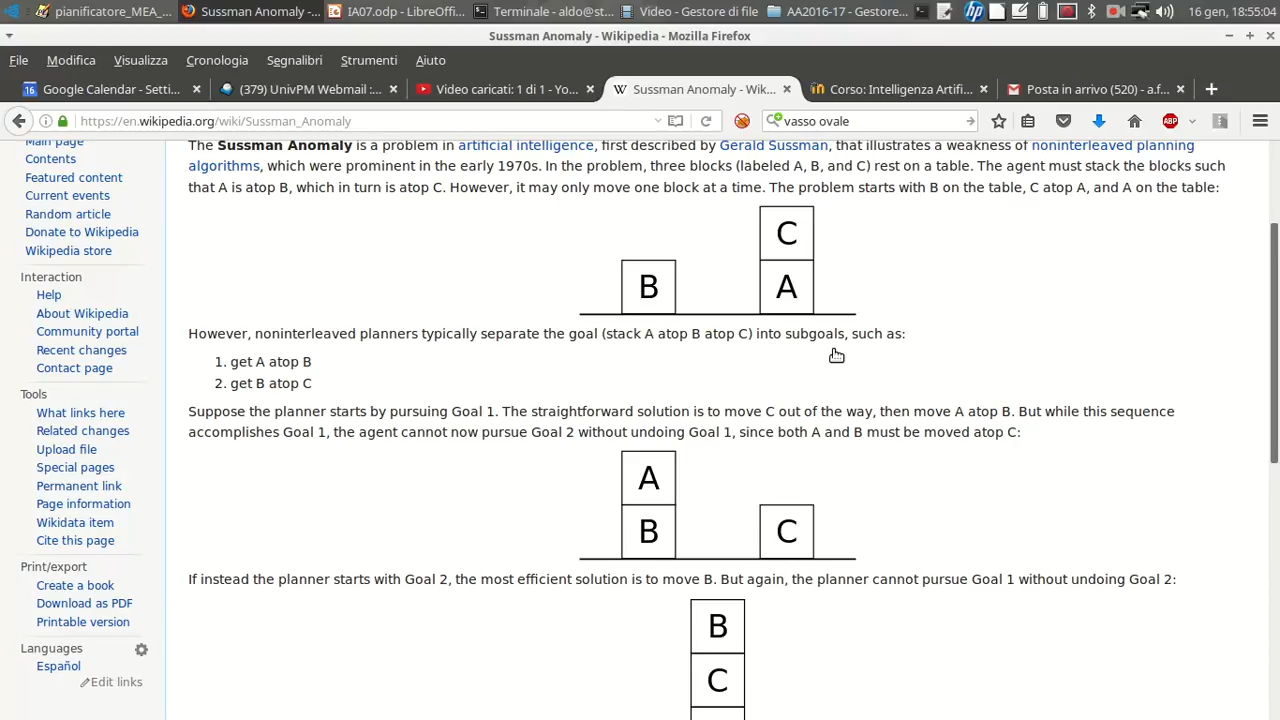 pianificatore_MEA_...
Firefox Sussman Anomaly -...
IA07.odp - LibreOffi...
Terminale - aldo@st...
Video - Gestore di file
AA2016-17 - Gestore...
16 gen, 18:55:04
Sussman Anomaly - Wikipedia - Mozilla Firefox
File Modifica Visualizza Cronologia Segnalibri Strumenti Aiuto
16 Google Calendar - Setti...
(379) UnivPM Webmail :...
Video caricati: 1 di 1 - Yo...
W Sussman Anomaly - Wik...
Corso: Intelligenza Artifi...
Posta in arrivo (520) - a.f...
https://en.wikipedia.org/wiki/Sussman_Anomaly
vasso ovale
ABP
Main page
Contents
Featured content
Current events
Random article
Donate to Wikipedia
Wikipedia store
Interaction
Help
About Wikipedia
Community portal
Recent changes
Contact page
Tools
What links here
Related changes
Upload file
Special pages
Permanent link
Page information
Wikidata item
Cite this page
Print/export
Create a book
Download as PDF
Printable version
Languages
Español
Edit links
The Sussman Anomaly is a problem in artificial intelligence, first described by Gerald Sussman, that illustrates a weakness of noninterleaved planning
algorithms, which were prominent in the early 1970s. In the problem, three blocks (labeled A, B, and C) rest on a table. The agent must stack the blocks such
that A is atop B, which in turn is atop C. However, it may only move one block at a time. The problem starts with B on the table, C atop A, and A on the table:
C
B A
However, noninterleaved planners typically separate the goal (stack A atop B atop C) into subgoals, such as:
1. get A atop B
2. get B atop C
Suppose the planner starts by pursuing Goal 1. The straightforward solution is to move C out of the way, then move A atop B. But while this sequence
accomplishes Goal 1, the agent cannot now pursue Goal 2 without undoing Goal 1, since both A and B must be moved atop C:
A
B C
If instead the planner starts with Goal 2, the most efficient solution is to move B. But again, the planner cannot pursue Goal 1 without undoing Goal 2:
B
C